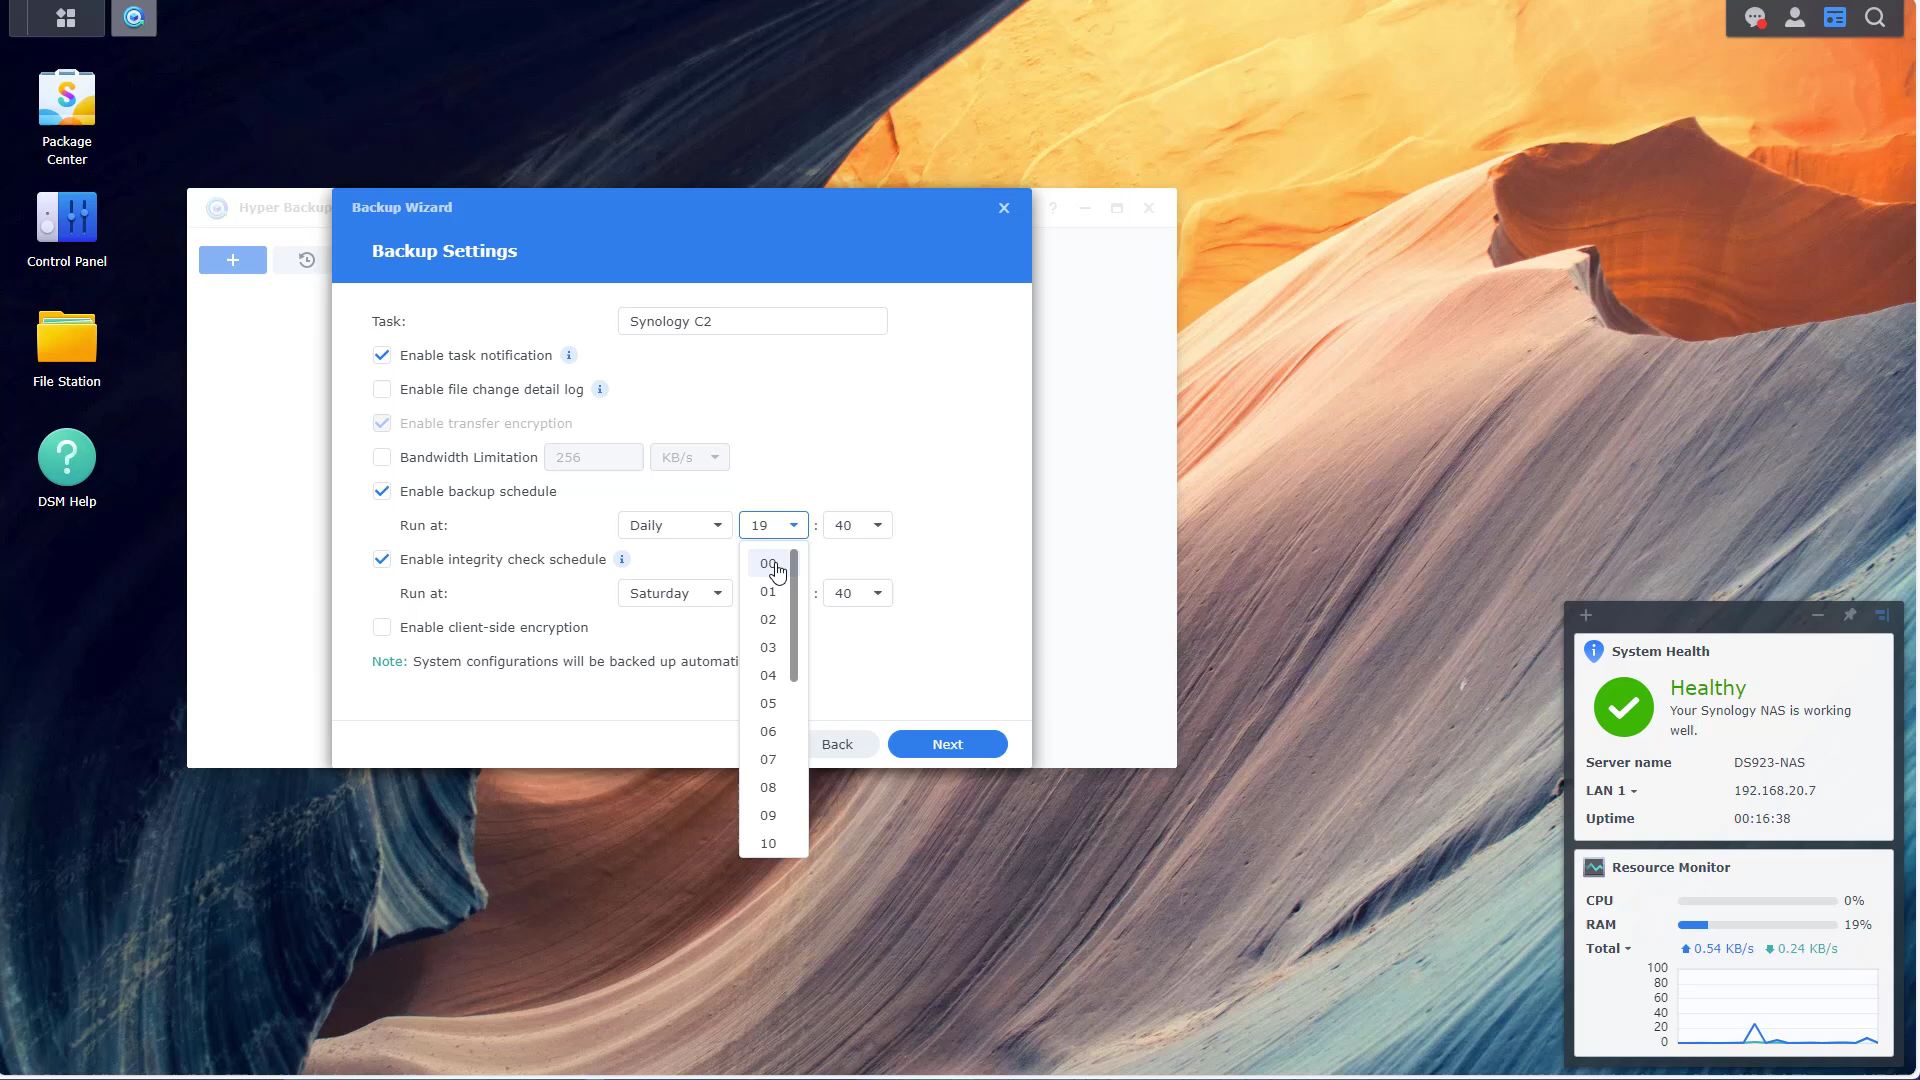 Package
Center
Control Panel
File Station
DSM Help
Hyper Backup
Backup Wizard
Backup Settings
Task: Synology C2
Enable task notification
Enable file change detail log
Enable transfer encryption
Bandwidth Limitation 256 KB/s
Enable backup schedule
Run at: Daily 19 : 40
Enable integrity check schedule
Run at: Saturday : 40
Enable client-side encryption
Note: System configurations will be backed up automati
00
01
02
03
04
05
06
07
08
09
10
Back Next
System Health
Healthy
Your Synology NAS is working
well.
Server name DS923-NAS
LAN 1 192.168.20.7
Uptime 00:16:38
Resource Monitor
CPU 0%
RAM 19%
Total 0.54 KB/s 0.24 KB/s
100
80
60
40
20
0